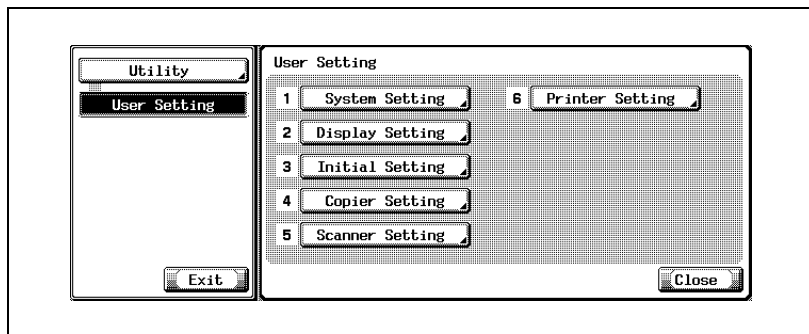 Utility
User Setting
Exit
User Setting
1 System Setting
2 Display Setting
3 Initial Setting
4 Copier Setting
5 Scanner Setting
6 Printer Setting
Close